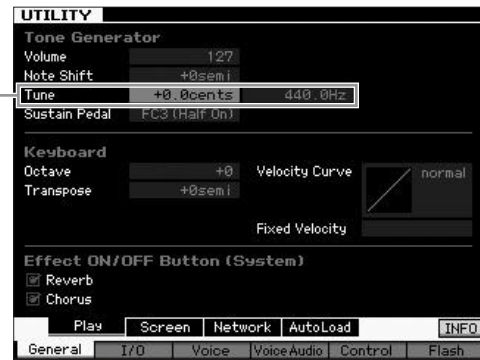 UTILITY
Tone Generator
Volume 127
Note Shift +0semi
Tune +0.0cents 440.0Hz
Sustain Pedal FC3(Half On)
Keyboard
Octave +0 Velocity Curve normal
Transpose +0semi
Fixed Velocity
Effect ON/OFF Button (System)
Reverb
Chorus
Play Screen Network AutoLoad INFO
General I/O Voice VoiceAudio Control Flash